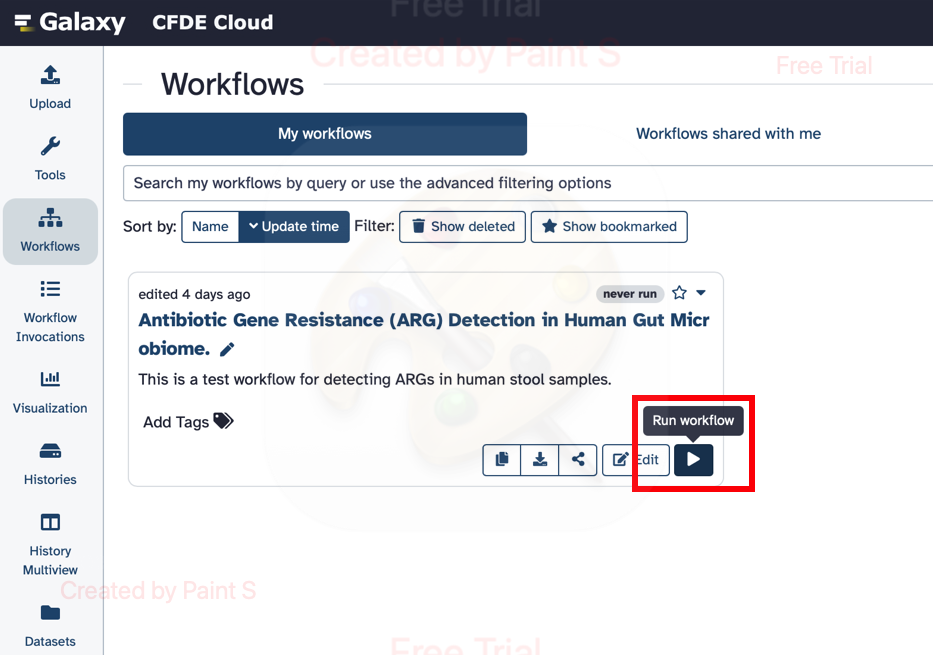 Galaxy CFDE Cloud
Free Trial
Created by Paint S
Free Trial
Upload
Tools
Workflows
Workflow
Invocations
Visualization
Histories
History
Multiview
Datasets
Workflows
My workflows
Workflows shared with me
Search my workflows by query or use the advanced filtering options
Sort by: Name Update time Filter: Show deleted Show bookmarked
edited 4 days ago
never run
Antibiotic Gene Resistance (ARG) Detection in Human Gut Micr
obiome.
This is a test workflow for detecting ARGs in human stool samples.
Add Tags
Run workflow
Edit
Created by Paint S
Free Trial